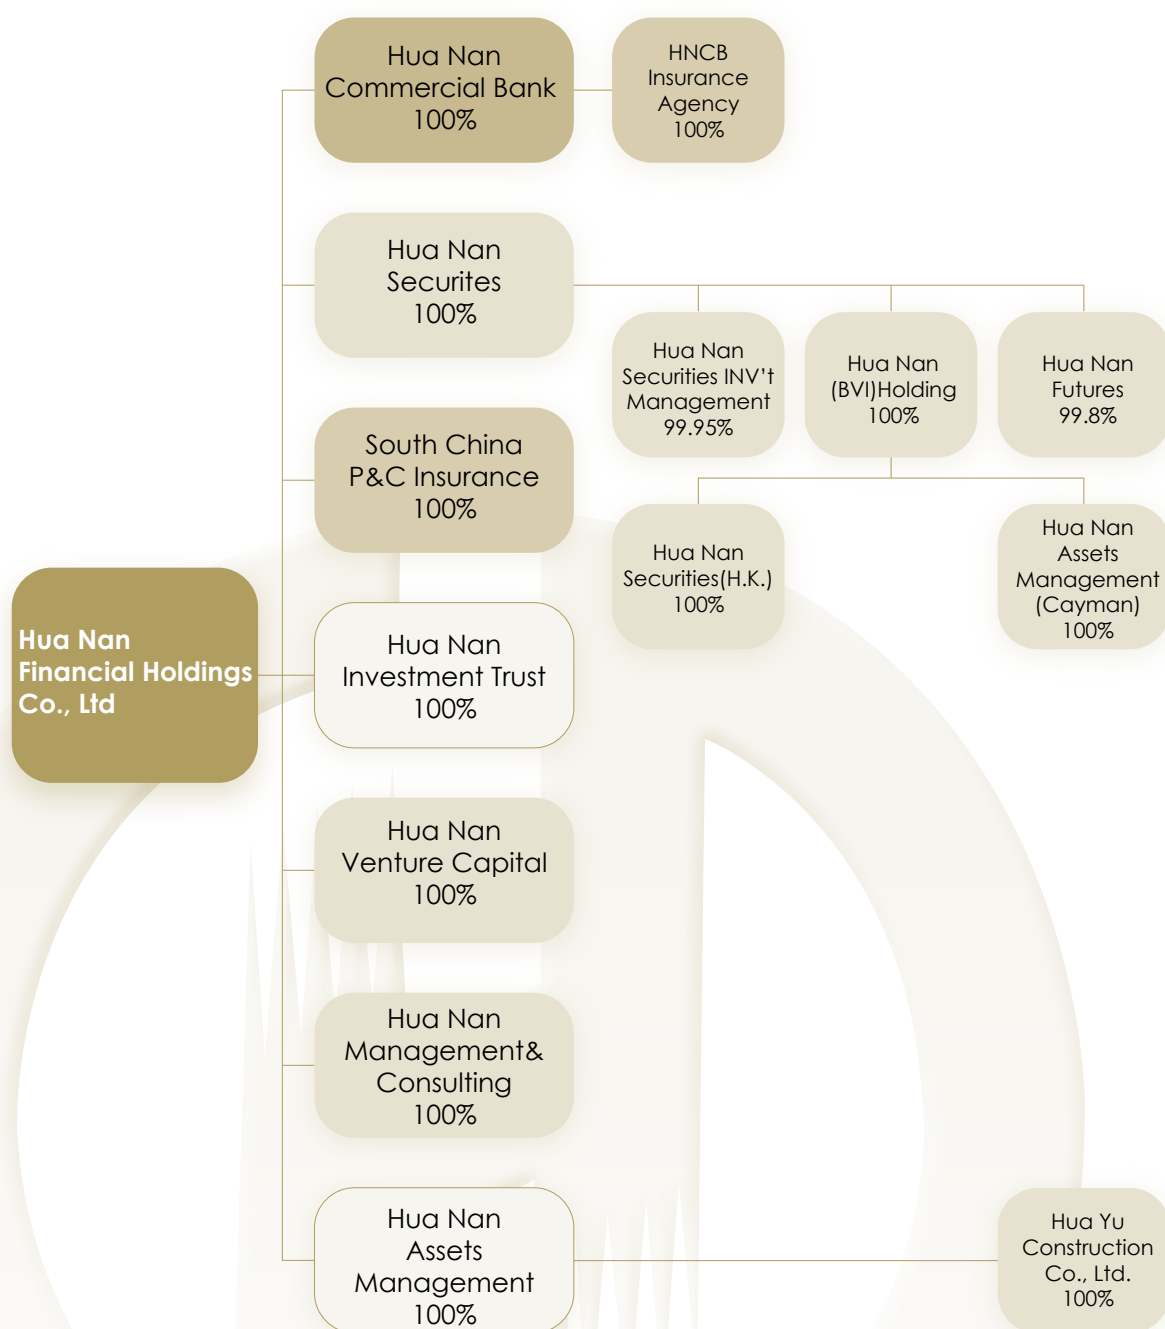 Hua Nan
Financial Holdings
Co., Ltd
Hua Nan
Commercial Bank
100%
HNCB
Insurance
Agency
100%
Hua Nan
Securites
100%
Hua Nan
Securities INV't
Management
99.95%
Hua Nan
(BVI)Holding
100%
Hua Nan
Futures
99.8%
Hua Nan
Securities(H.K.)
100%
Hua Nan
Assets
Management
(Cayman)
100%
South China
P&C Insurance
100%
Hua Nan
Investment Trust
100%
Hua Nan
Venture Capital
100%
Hua Nan
Management&
Consulting
100%
Hua Nan
Assets
Management
100%
Hua Yu
Construction
Co., Ltd.
100%